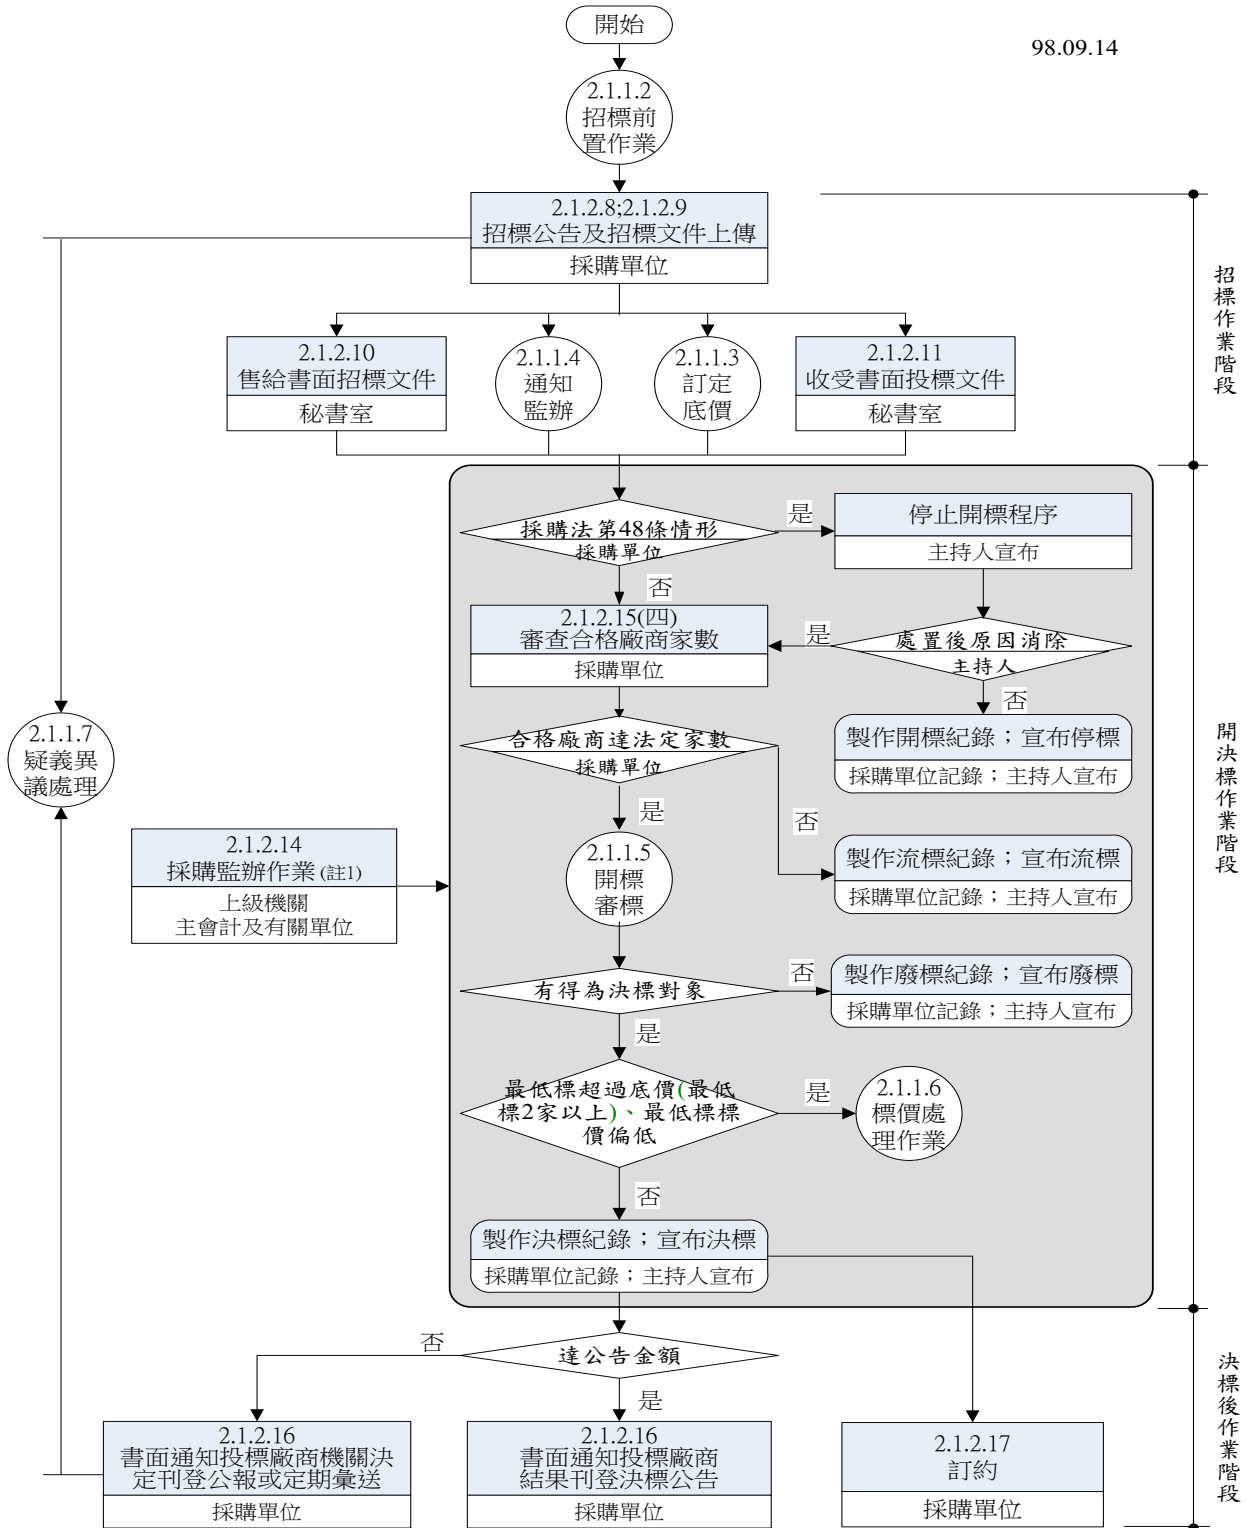 開始
98.09.14
2.1.1.2
招標前
置作業
2.1.2.8;2.1.2.9
招標公告及招標文件上傳
採購單位
招標作業階段
2.1.2.10
售給書面招標文件
秘書室
2.1.1.4
通知
監辦
2.1.1.3
訂定
底價
2.1.2.11
收受書面投標文件
秘書室
採購法第48條情形
採購單位
是
停止開標程序
主持人宣布
否
2.1.2.15(四)
審查合格廠商家數
採購單位
是
處置後原因消除
主持人
否
製作開標紀錄；宣布停標
採購單位記錄；主持人宣布
合格廠商達法定家數
採購單位
是
否
2.1.1.7
疑義異
議處理
開決標作業階段
2.1.2.14
採購監辦作業(註1)
上級機關
主會計及有關單位
2.1.1.5
開標
審標
製作流標紀錄；宣布流標
採購單位記錄；主持人宣布
有得為決標對象
否
製作廢標紀錄；宣布廢標
採購單位記錄；主持人宣布
是
最低標超過底價(最低
標2家以上)、最低標標
價偏低
是
2.1.1.6
標價處
理作業
否
製作決標紀錄；宣布決標
採購單位記錄；主持人宣布
達公告金額
否
是
2.1.2.16
書面通知投標廠商機關決
定刊登公報或定期彙送
採購單位
2.1.2.16
書面通知投標廠商
結果刊登決標公告
採購單位
2.1.2.17
訂約
採購單位
決標後作業階段